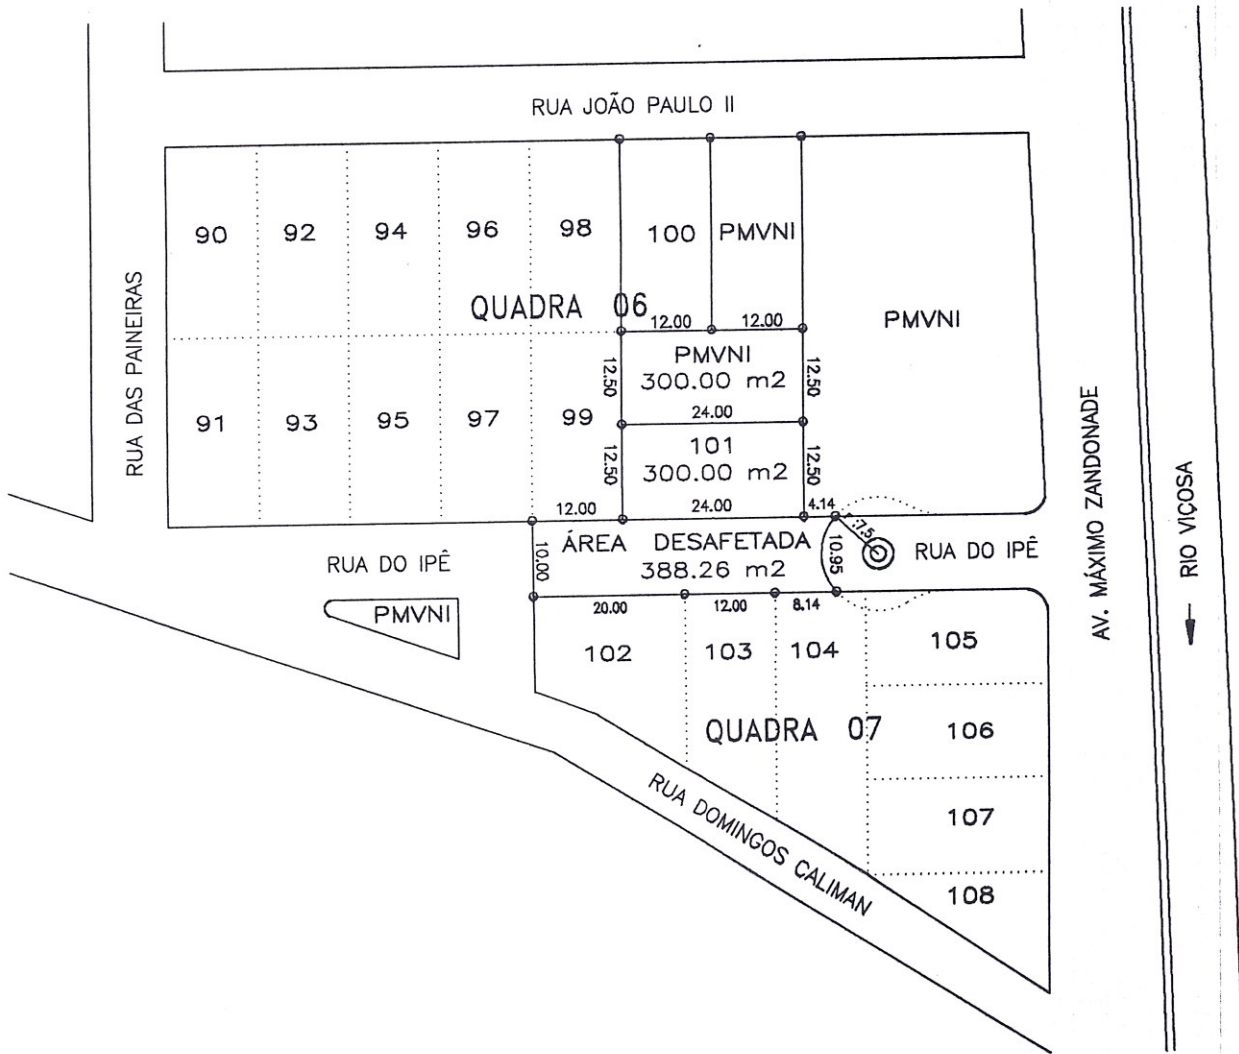 RUA JOÃO PAULO II
90
92
94
96
98
100
PMVNI
QUADRA 06
12.00
12.00
PMVNI
RUA DAS PAINEIRAS
PMVNI
300.00 m2
12.50
12.50
24.00
91
93
95
97
99
101
300.00 m2
12.50
12.50
12.00
24.00
4.14
ÁREA DESAFETADA
388.26 m2
10.00
10.95
RUA DO IPÊ
RUA DO IPÊ
AV. MÁXIMO ZANDONADE
RIO VIÇOSA
PMVNI
20.00
12.00
8.14
102
103
104
105
QUADRA 07
106
107
108
RUA DOMINGOS CALIMAN